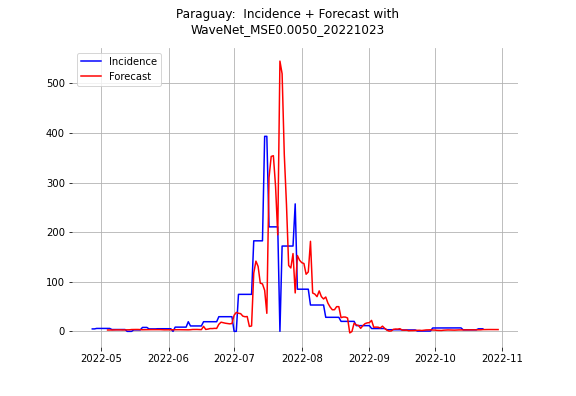 Paraguay:  Incidence + Forecast with
WaveNet_MSE0.0050_20221023
Incidence
Forecast
500
400
300
200
100
0
2022-05 2022-06 2022-07 2022-08 2022-09 2022-10 2022-11